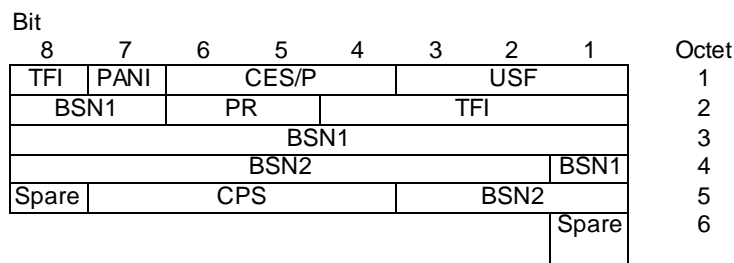 Bit
8 7 6 5 4 3 2 1 Octet
TFI PANI CES/P USF 1
BSN1 PR TFI 2
BSN1 3
BSN2 BSN1 4
Spare CPS BSN2 5
Spare 6